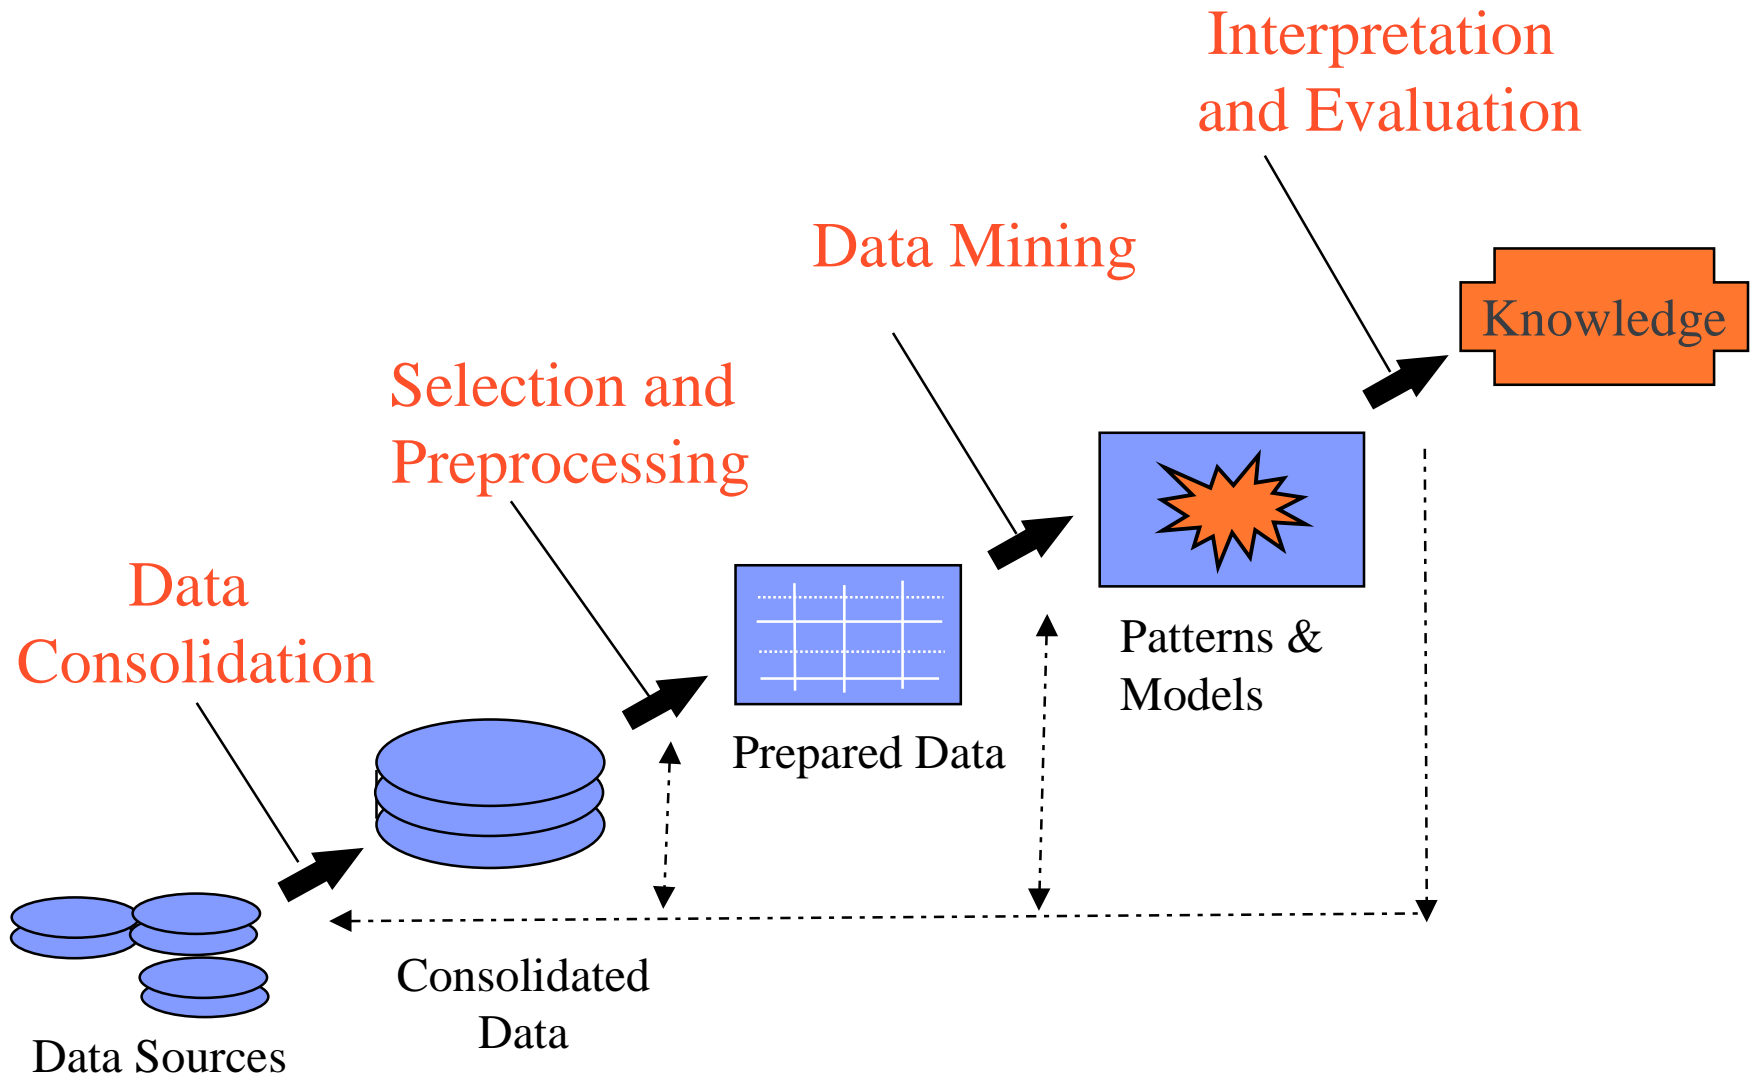 Interpretation
and Evaluation
Data Mining
Knowledge
Selection and
Preprocessing
Data
Consolidation
Patterns &
Models
Prepared Data
Consolidated
Data
Data Sources